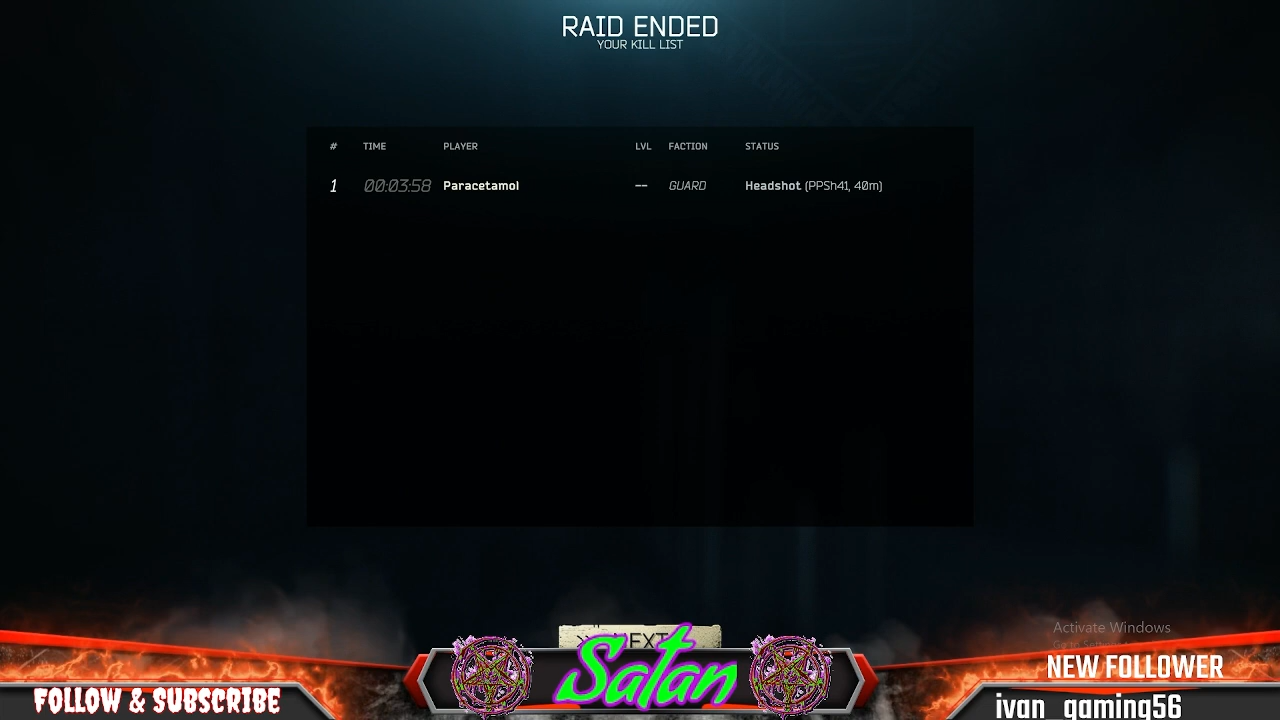 RAID ENDED
YOUR KILL LIST
# TIME PLAYER LVL FACTION STATUS
1 00:03:58 Paracetamol -- GUARD Headshot (PPSh41, 40m)
Activate Windows
Satan
NEW FOLLOWER
FOLLOW & SUBSCRIBE
ivan_gaming56